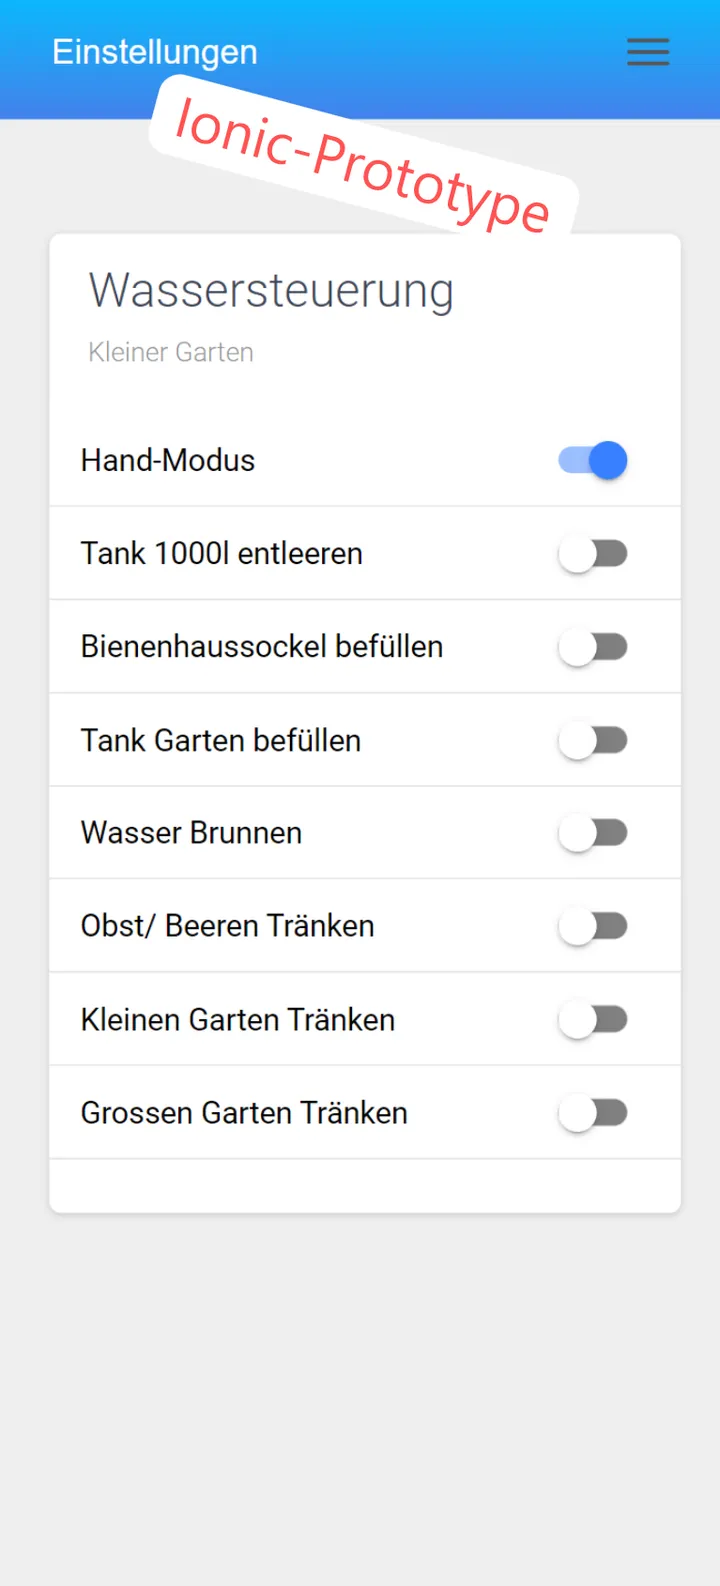 Einstellungen
Ionic-Prototype
Wassersteuerung
Kleiner Garten
Hand-Modus
Tank 1000l entleeren
Bienenhaussockel befüllen
Tank Garten befüllen
Wasser Brunnen
Obst/ Beeren Tränken
Kleinen Garten Tränken
Grossen Garten Tränken